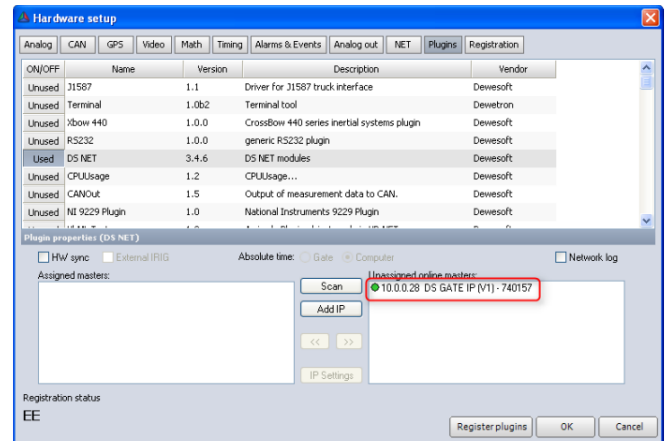 Hardware setup
Analog CAN GPS Video Math Timing Alarms & Events Analog out NET Plugins Registration
ON/OFF Name Version Description Vendor
Unused J1587 1.1 Driver for J1587 truck interface Dewesoft
Unused Terminal 1.0b2 Terminal tool Dewetron
Unused Xbow 440 1.0.0 CrossBow 440 series inertial systems plugin Dewesoft
Unused RS232 1.0.0 generic RS232 plugin Dewesoft
Used DS NET 3.4.6 DS NET modules Dewesoft
Unused CPUUsage 1.2 CPUUsage... Dewesoft
Unused CANOut 1.5 Output of measurement data to CAN. Dewesoft
Unused NI 9229 Plugin 1.0 National Instruments 9229 Plugin Dewesoft
Plugin properties (DS NET)
HW sync External IRIG Absolute time: Gate Computer Network log
Assigned masters: Unassigned online masters:
Scan 10.0.0.28 DS GATE IP (V1) - 740157
Add IP
<< >>
IP Settings
Registration status
EE
Register plugins OK Cancel